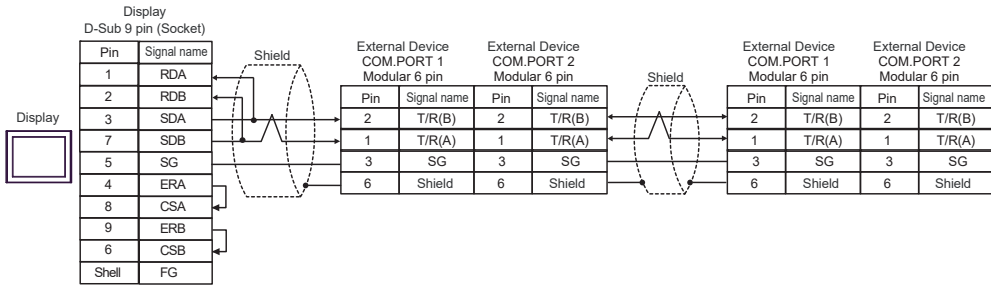 Display
D-Sub 9 pin (Socket)
Pin Signal name
1 RDA
2 RDB
3 SDA
7 SDB
5 SG
4 ERA
8 CSA
9 ERB
6 CSB
Shell FG
Display
Shield
External Device
COM.PORT 1
Modular 6 pin
External Device
COM.PORT 2
Modular 6 pin
Pin Signal name Pin Signal name
2 T/R(B) 2 T/R(B)
1 T/R(A) 1 T/R(A)
3 SG 3 SG
6 Shield 6 Shield
Shield
External Device
COM.PORT 1
Modular 6 pin
External Device
COM.PORT 2
Modular 6 pin
Pin Signal name Pin Signal name
2 T/R(B) 2 T/R(B)
1 T/R(A) 1 T/R(A)
3 SG 3 SG
6 Shield 6 Shield